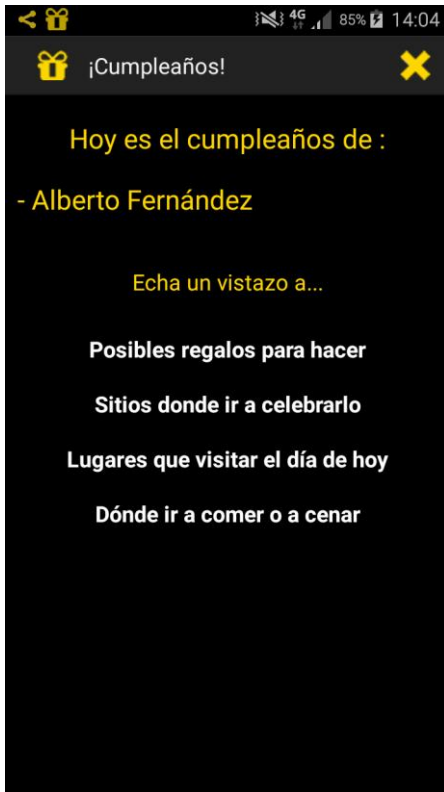 4G 85% 14:04
¡Cumpleaños!
Hoy es el cumpleaños de :
- Alberto Fernández
Echa un vistazo a...
Posibles regalos para hacer
Sitios donde ir a celebrarlo
Lugares que visitar el día de hoy
Dónde ir a comer o a cenar